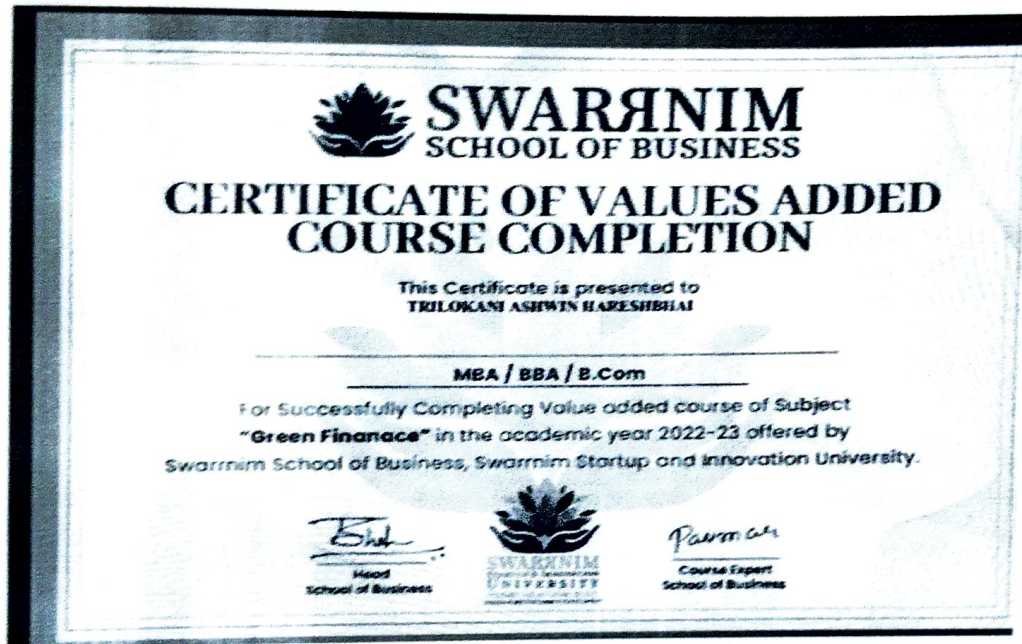 SWARRNIM
SCHOOL OF BUSINESS
CERTIFICATE OF VALUES ADDED
COURSE COMPLETION
This Certificate is presented to
TRILOKANI ASHWIN HARESHBHAI
MBA / BBA / B.Com
For Successfully Completing Value added course of Subject
"Green Finanace" in the academic year 2022-23 offered by
Swarrnim School of Business, Swarrnim Startup and Innovation University.
Parmar
Head
School of Business
SWARRNIM
UNIVERSITY
Course Expert
School of Business